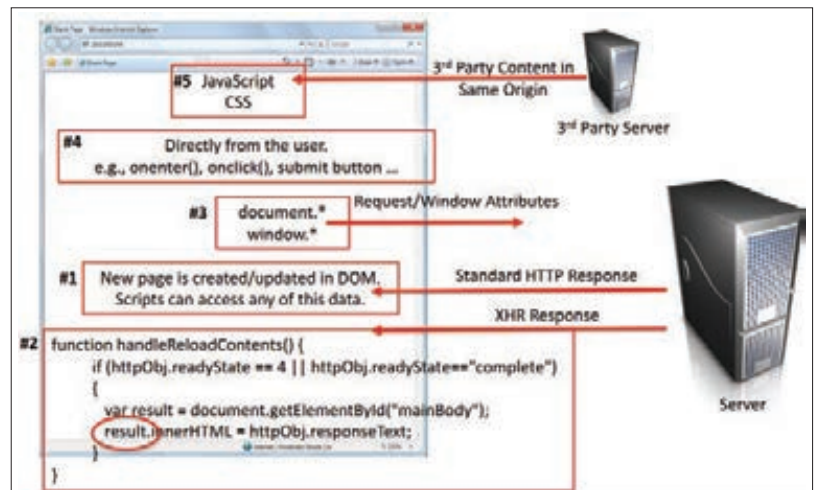 #5 JavaScript
CSS
3rd Party Content in
Same Origin
3rd Party Server
#4 Directly from the user.
e.g., onenter(), onclick(), submit button ...
#3 document.*
window.*
Request/Window Attributes
#1 New page is created/updated in DOM.
Scripts can access any of this data.
Standard HTTP Response
XHR Response
#2 function handleReloadContents() {
if (httpObj.readyState == 4 || httpObj.readyState=="complete")
{
var result = document.getElementById("mainBody");
result.innerHTML = httpObj.responseText;
}
}
Server